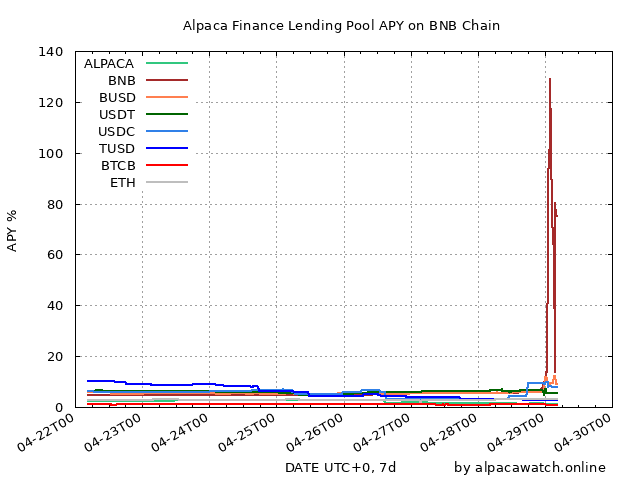 Alpaca Finance Lending Pool APY on BNB Chain
140
120
100
80
60
40
20
0
APY %
ALPACA
BNB
BUSD
USDT
USDC
TUSD
BTCB
ETH
04-22T00
04-23T00
04-24T00
04-25T00
04-26T00
04-27T00
04-28T00
04-29T00
04-30T00
DATE UTC+0, 7d
by alpacawatch.online